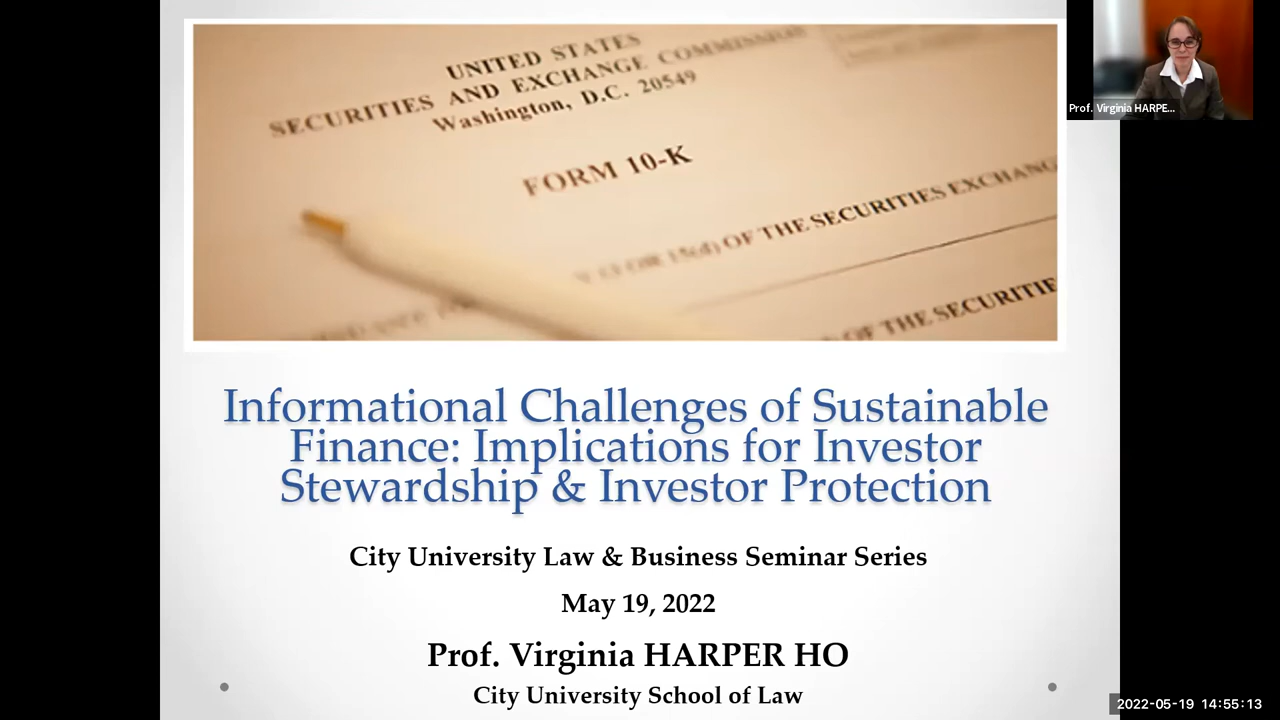 UNITED STATES
SECURITIES AND EXCHANGE COMMISSION
Washington, D.C. 20549
FORM 10-K
OR 15(d) OF THE SECURITIES EXCHANG
OF THE SECURITIE
Prof. Virginia HARPE...
Informational Challenges of Sustainable
Finance: Implications for Investor
Stewardship & Investor Protection
City University Law & Business Seminar Series
May 19, 2022
Prof. Virginia HARPER HO
City University School of Law
2022-05-19 14:55:13